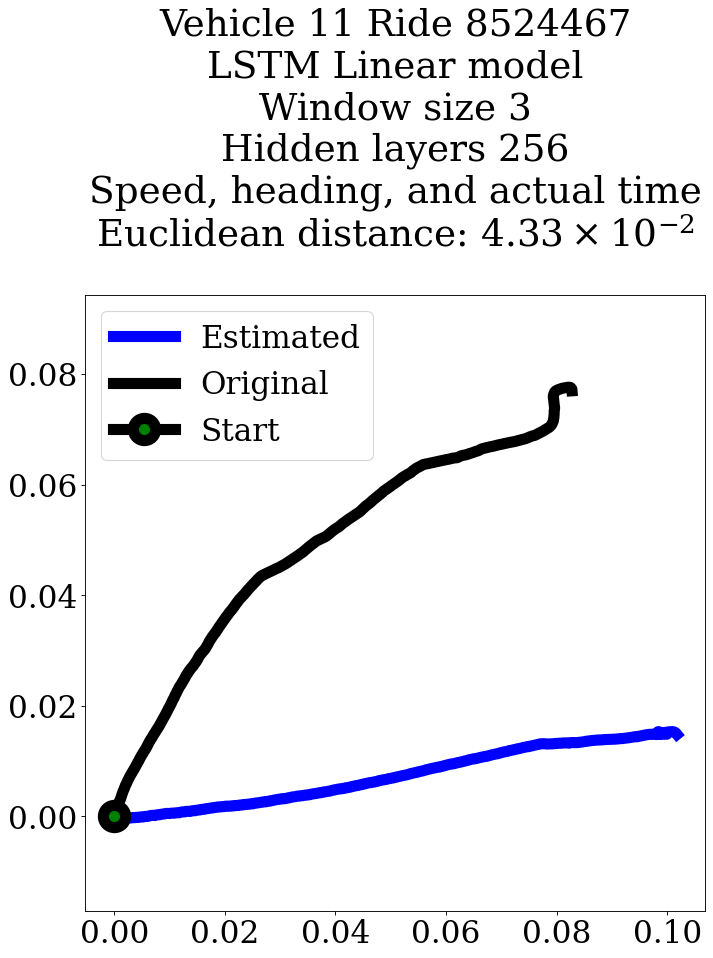 Vehicle 11 Ride 8524467
LSTM Linear model
Window size 3
Hidden layers 256
Speed, heading, and actual time
Euclidean distance: 4.33 × 10⁻²
Estimated
Original
Start
0.08
0.06
0.04
0.02
0.00
0.00 0.02 0.04 0.06 0.08 0.10